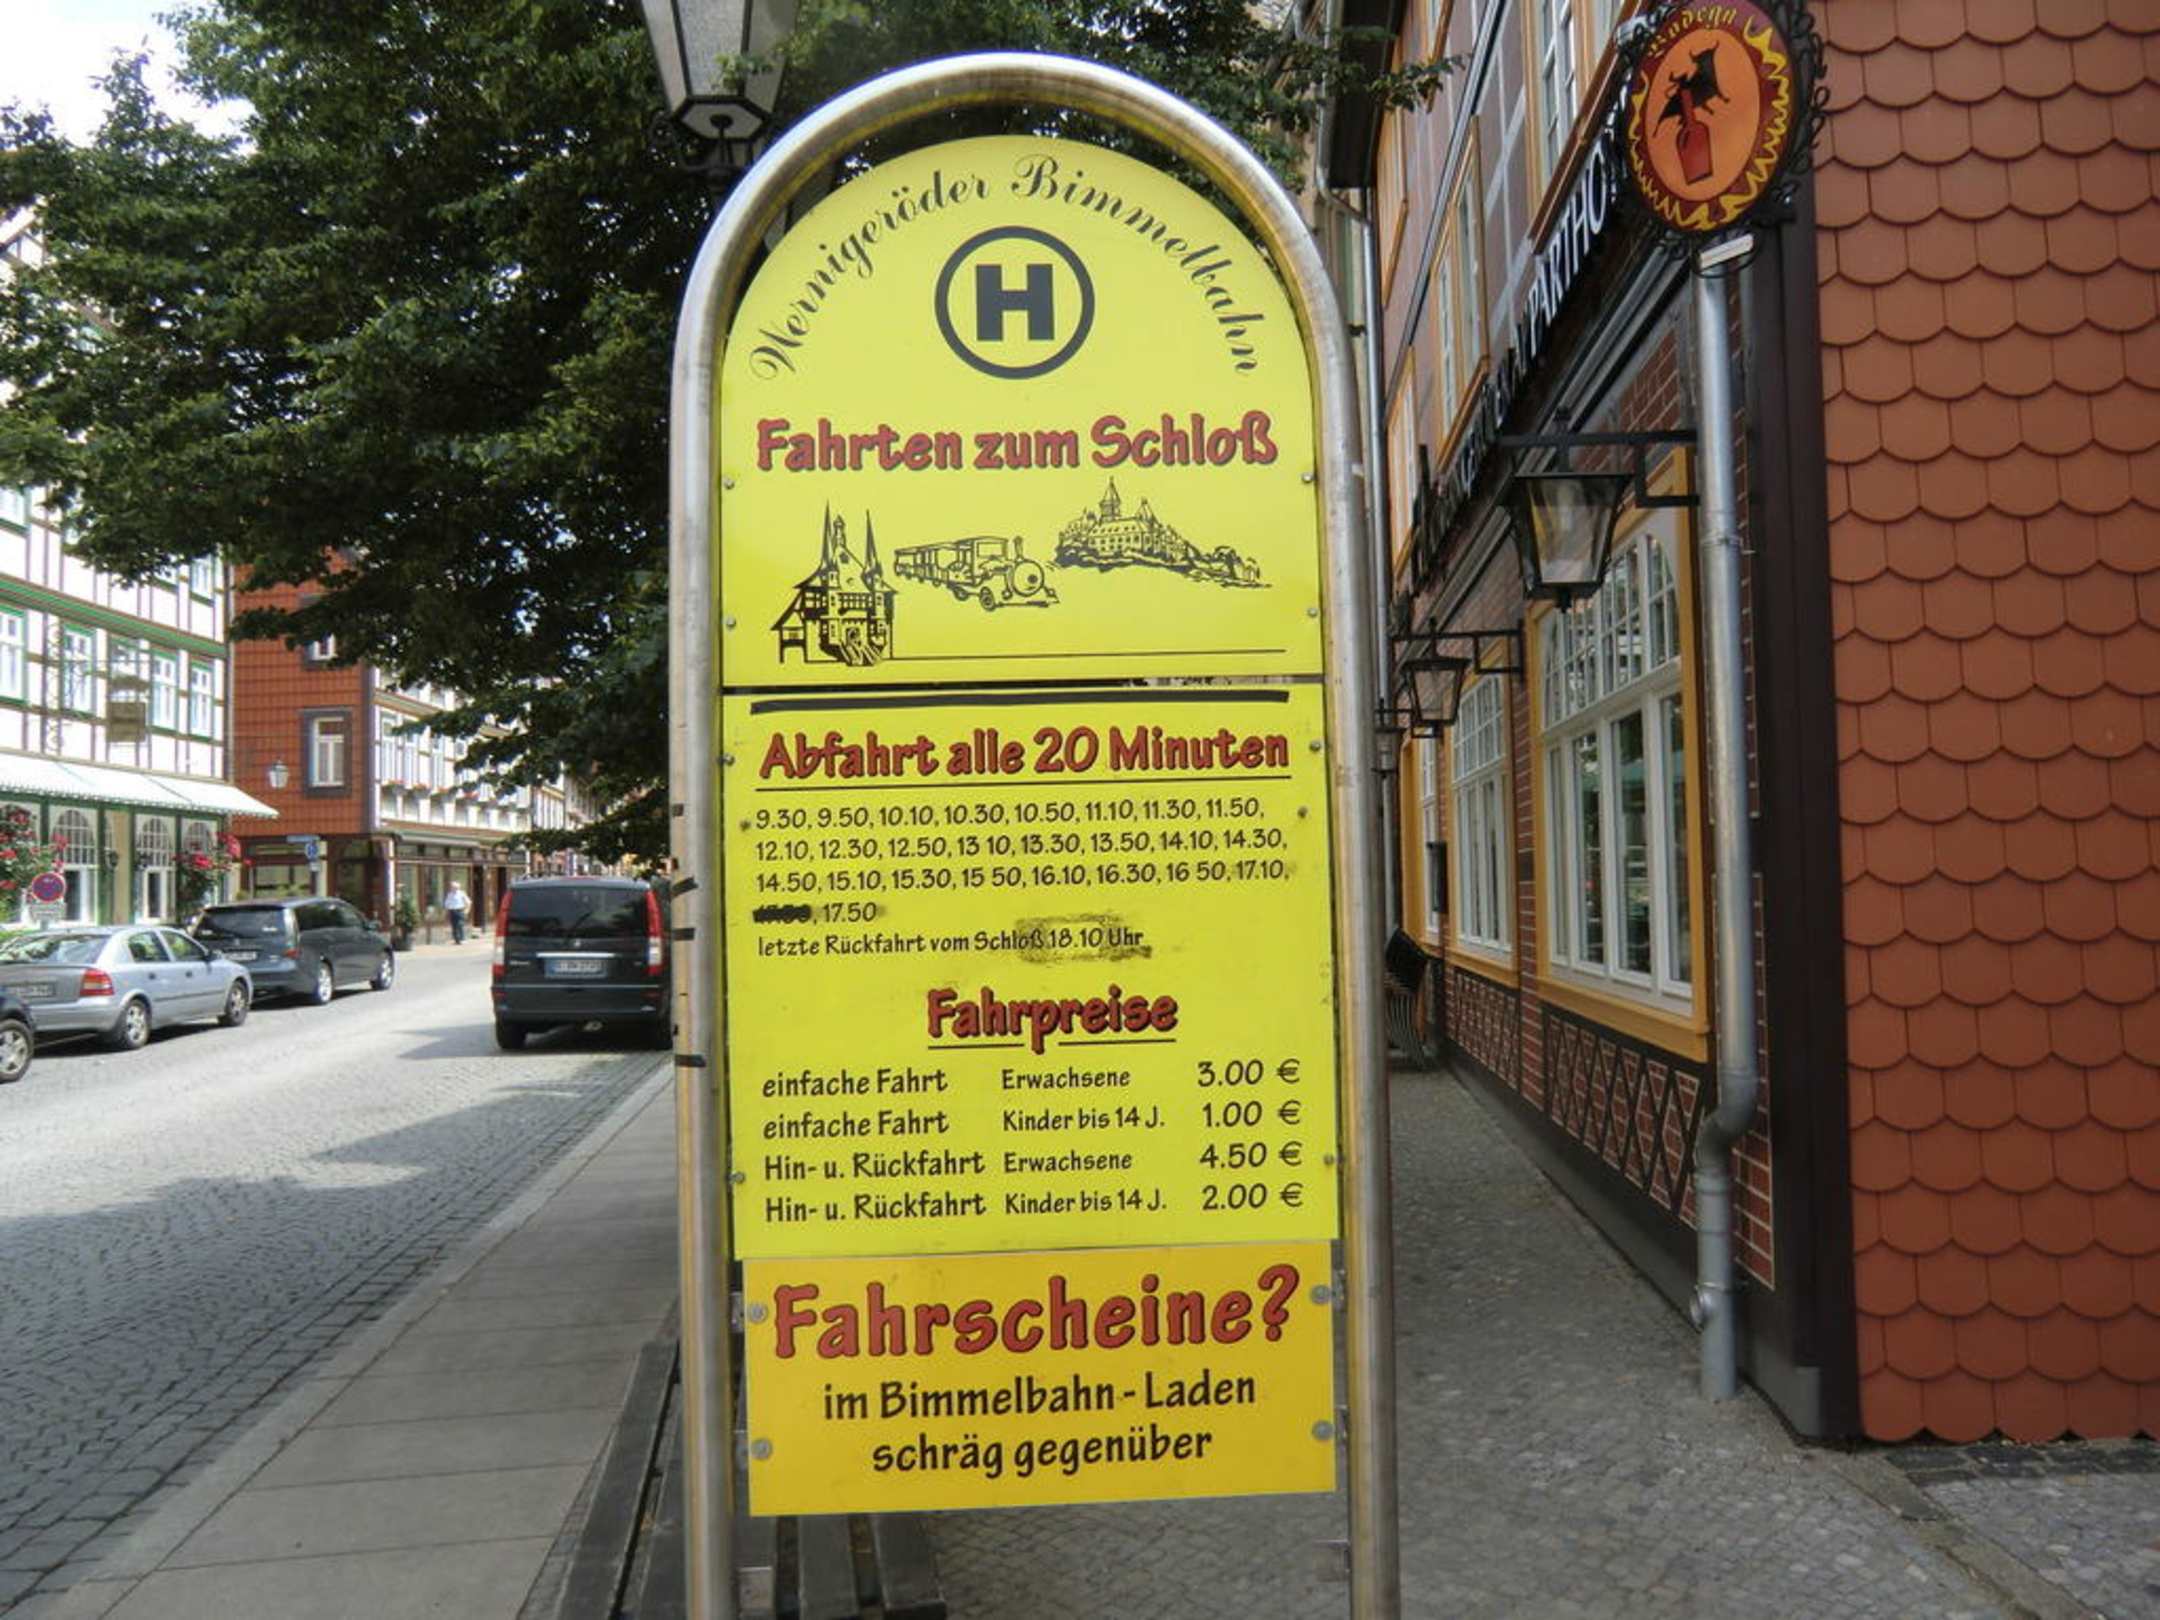 Wernigeröder Bimmelbahn
H
Fahrten zum Schloß
Abfahrt alle 20 Minuten
9.30, 9.50, 10.10, 10.30, 10.50, 11.10, 11.30, 11.50,
12.10, 12.30, 12.50, 13 10, 13.30, 13.50, 14.10, 14.30,
14.50, 15.10, 15.30, 15 50, 16.10, 16.30, 16 50, 17.10,
, 17.50
letzte Rückfahrt vom Schloß 18.10 Uhr
Fahrpreise
einfache Fahrt Erwachsene 3.00 €
einfache Fahrt Kinder bis 14 J. 1.00 €
Hin- u. Rückfahrt Erwachsene 4.50 €
Hin- u. Rückfahrt Kinder bis 14 J. 2.00 €
Fahrscheine?
im Bimmelbahn - Laden
schräg gegenüber
Bodega